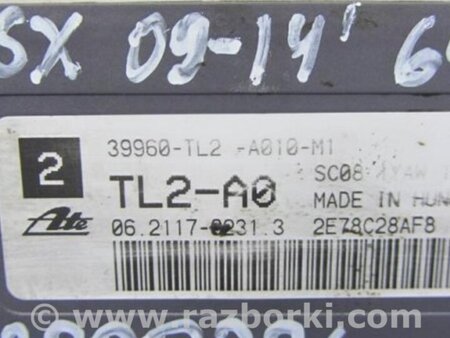 SX 09-14' 6
2
39960-TL2 -A010-M1
TL2-A0
SC08
MADE IN HUN
Ate
06.2117-0231.3
2E78C28AF8
www.razborki.com